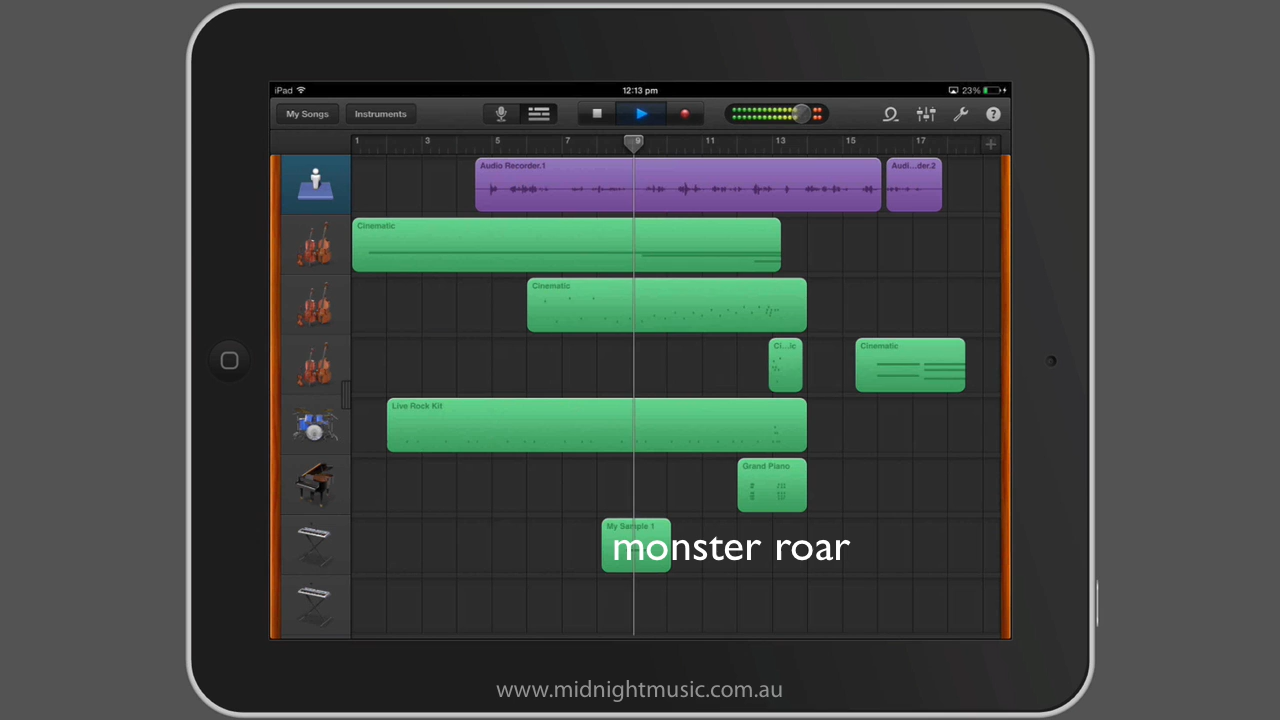 iPad 12:13 pm 23%
My Songs Instruments ?
1 3 5 7 9 11 13 15 17 +
Audio Recorder.1 Audi...der.2
Cinematic
Cinematic
Ci...ic Cinematic
Live Rock Kit
Grand Piano
My Sample 1
monster roar
www.midnightmusic.com.au